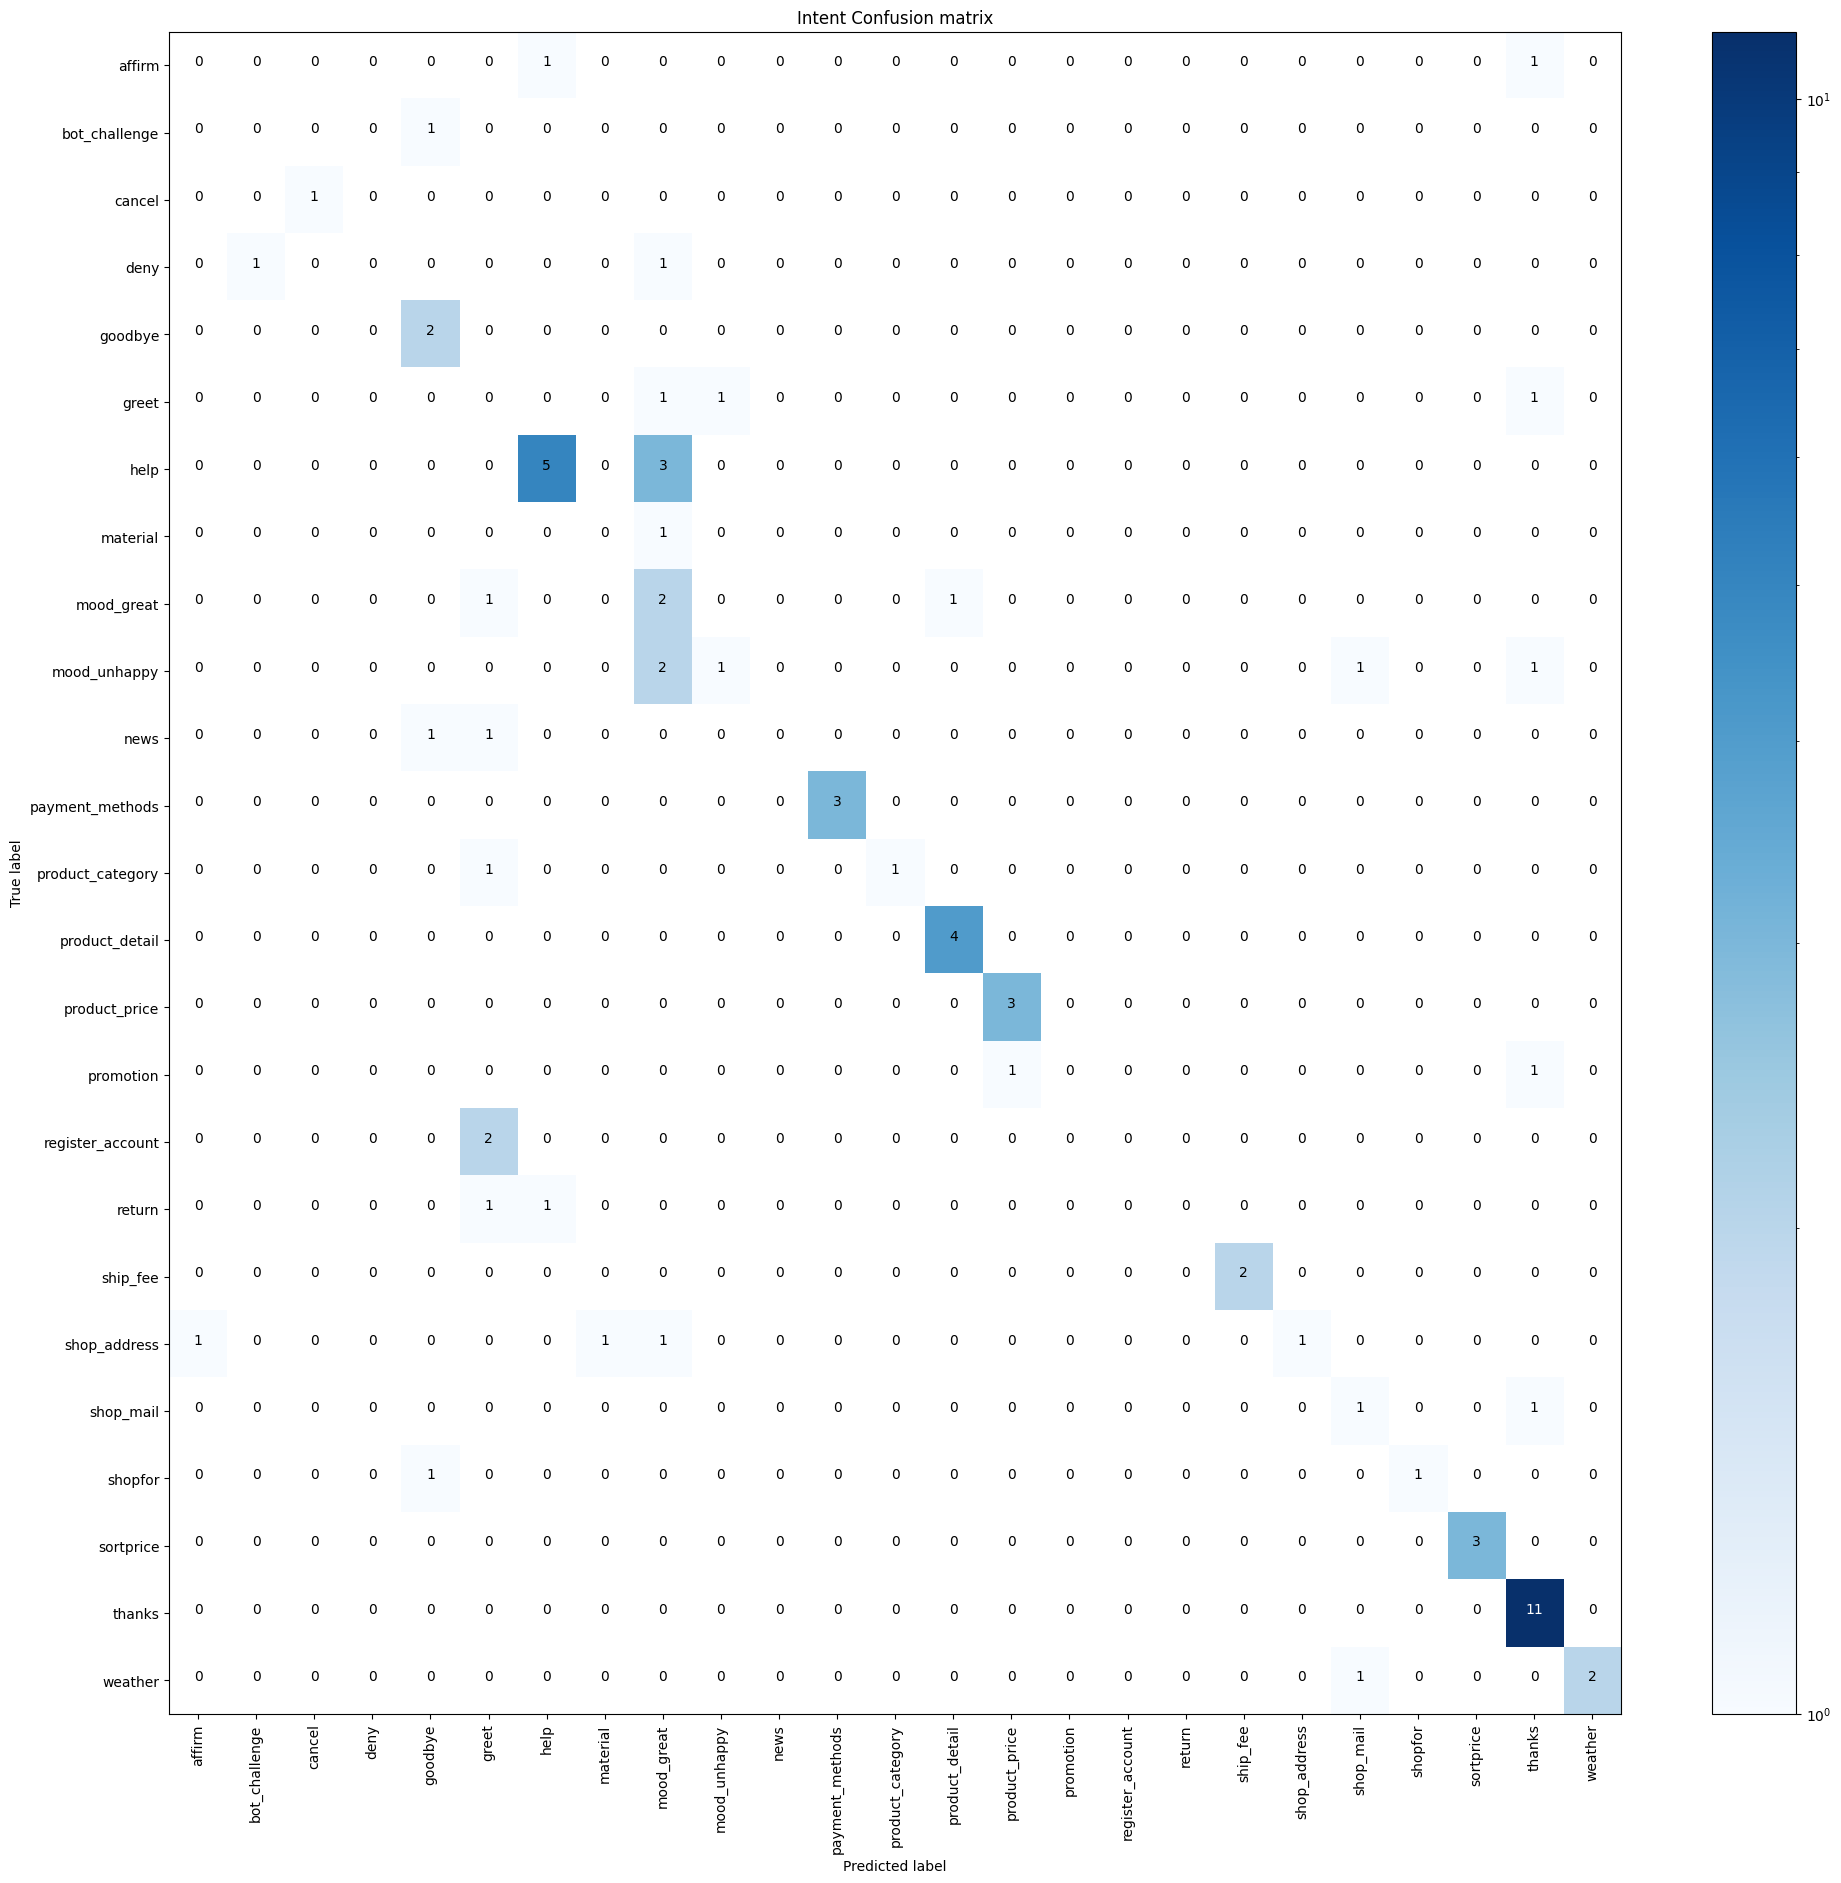 Intent Confusion matrix
affirm 0 0 0 0 0 0 1 0 0 0 0 0 0 0 0 0 0 0 0 0 0 0 0 1 0
bot_challenge 0 0 0 0 1 0 0 0 0 0 0 0 0 0 0 0 0 0 0 0 0 0 0 0 0
cancel 0 0 1 0 0 0 0 0 0 0 0 0 0 0 0 0 0 0 0 0 0 0 0 0 0
deny 0 1 0 0 0 0 0 0 1 0 0 0 0 0 0 0 0 0 0 0 0 0 0 0 0
goodbye 0 0 0 0 2 0 0 0 0 0 0 0 0 0 0 0 0 0 0 0 0 0 0 0 0
greet 0 0 0 0 0 0 0 0 1 1 0 0 0 0 0 0 0 0 0 0 0 0 0 1 0
help 0 0 0 0 0 0 5 0 3 0 0 0 0 0 0 0 0 0 0 0 0 0 0 0 0
material 0 0 0 0 0 0 0 0 1 0 0 0 0 0 0 0 0 0 0 0 0 0 0 0 0
mood_great 0 0 0 0 0 1 0 0 2 0 0 0 0 1 0 0 0 0 0 0 0 0 0 0 0
mood_unhappy 0 0 0 0 0 0 0 0 2 1 0 0 0 0 0 0 0 0 0 0 1 0 0 1 0
news 0 0 0 0 1 1 0 0 0 0 0 0 0 0 0 0 0 0 0 0 0 0 0 0 0
payment_methods 0 0 0 0 0 0 0 0 0 0 0 3 0 0 0 0 0 0 0 0 0 0 0 0 0
product_category 0 0 0 0 0 1 0 0 0 0 0 0 1 0 0 0 0 0 0 0 0 0 0 0 0
product_detail 0 0 0 0 0 0 0 0 0 0 0 0 0 4 0 0 0 0 0 0 0 0 0 0 0
product_price 0 0 0 0 0 0 0 0 0 0 0 0 0 0 3 0 0 0 0 0 0 0 0 0 0
promotion 0 0 0 0 0 0 0 0 0 0 0 0 0 0 1 0 0 0 0 0 0 0 0 1 0
register_account 0 0 0 0 0 2 0 0 0 0 0 0 0 0 0 0 0 0 0 0 0 0 0 0 0
return 0 0 0 0 0 1 1 0 0 0 0 0 0 0 0 0 0 0 0 0 0 0 0 0 0
ship_fee 0 0 0 0 0 0 0 0 0 0 0 0 0 0 0 0 0 0 2 0 0 0 0 0 0
shop_address 1 0 0 0 0 0 0 1 1 0 0 0 0 0 0 0 0 0 0 1 0 0 0 0 0
shop_mail 0 0 0 0 0 0 0 0 0 0 0 0 0 0 0 0 0 0 0 0 1 0 0 1 0
shopfor 0 0 0 0 1 0 0 0 0 0 0 0 0 0 0 0 0 0 0 0 0 1 0 0 0
sortprice 0 0 0 0 0 0 0 0 0 0 0 0 0 0 0 0 0 0 0 0 0 0 3 0 0
thanks 0 0 0 0 0 0 0 0 0 0 0 0 0 0 0 0 0 0 0 0 0 0 0 11 0
weather 0 0 0 0 0 0 0 0 0 0 0 0 0 0 0 0 0 0 0 0 1 0 0 0 2
True label
affirm
bot_challenge
cancel
deny
goodbye
greet
help
material
mood_great
mood_unhappy
news
payment_methods
product_category
product_detail
product_price
promotion
register_account
return
ship_fee
shop_address
shop_mail
shopfor
sortprice
thanks
weather
Predicted label
10¹
10⁰